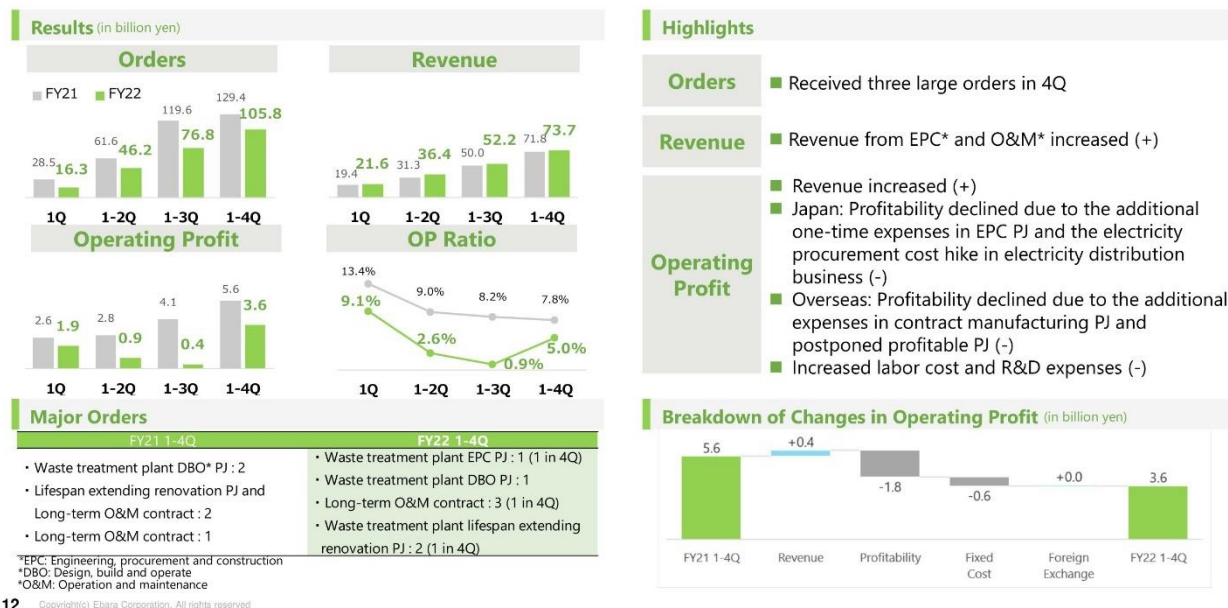 Results (in billion yen)
Orders
FY21 FY22
28.5 16.3 61.6 46.2 119.6 76.8 129.4 105.8
1Q 1-2Q 1-3Q 1-4Q
Revenue
19.4 21.6 31.3 36.4 50.0 52.2 71.8 73.7
1Q 1-2Q 1-3Q 1-4Q
Operating Profit
2.6 1.9 2.8 0.9 4.1 0.4 5.6 3.6
1Q 1-2Q 1-3Q 1-4Q
OP Ratio
13.4% 9.0% 8.2% 7.8%
9.1% 2.6% 0.9% 5.0%
1Q 1-2Q 1-3Q 1-4Q
Major Orders
FY21 1-4Q
・Waste treatment plant DBO* PJ : 2
・Lifespan extending renovation PJ and
Long-term O&M contract : 2
・Long-term O&M contract : 1
FY22 1-4Q
・Waste treatment plant EPC PJ : 1 (1 in 4Q)
・Waste treatment plant DBO PJ : 1
・Long-term O&M contract : 3 (1 in 4Q)
・Waste treatment plant lifespan extending
renovation PJ : 2 (1 in 4Q)
*EPC: Engineering, procurement and construction
*DBO: Design, build and operate
*O&M: Operation and maintenance
Highlights
Orders
■ Received three large orders in 4Q
Revenue
■ Revenue from EPC* and O&M* increased (+)
Operating
Profit
■ Revenue increased (+)
■ Japan: Profitability declined due to the additional
one-time expenses in EPC PJ and the electricity
procurement cost hike in electricity distribution
business (-)
■ Overseas: Profitability declined due to the additional
expenses in contract manufacturing PJ and
postponed profitable PJ (-)
■ Increased labor cost and R&D expenses (-)
Breakdown of Changes in Operating Profit (in billion yen)
5.6 +0.4 -1.8 -0.6 +0.0 3.6
FY21 1-4Q Revenue Profitability Fixed Cost Foreign Exchange FY22 1-4Q
12 Copyright(c) Ebara Corporation. All rights reserved